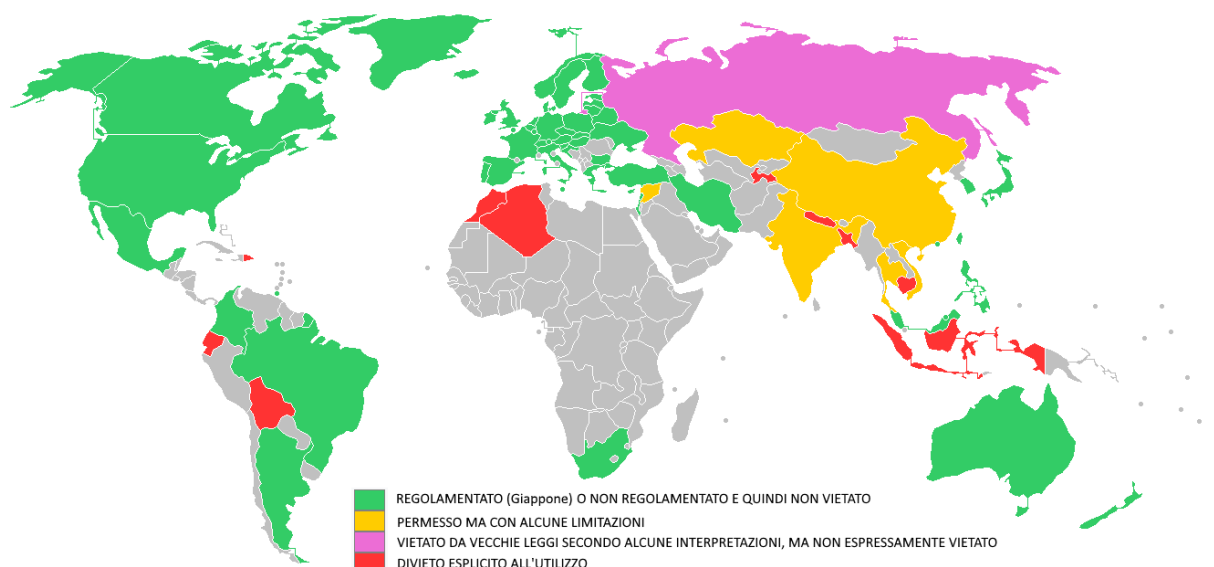 REGOLAMENTATO (Giappone) O NON REGOLAMENTATO E QUINDI NON VIETATO
PERMESSO MA CON ALCUNE LIMITAZIONI
VIETATO DA VECCHIE LEGGI SECONDO ALCUNE INTERPRETAZIONI, MA NON ESPRESSAMENTE VIETATO
DIVIETO ESPLICITO ALL'UTILIZZO